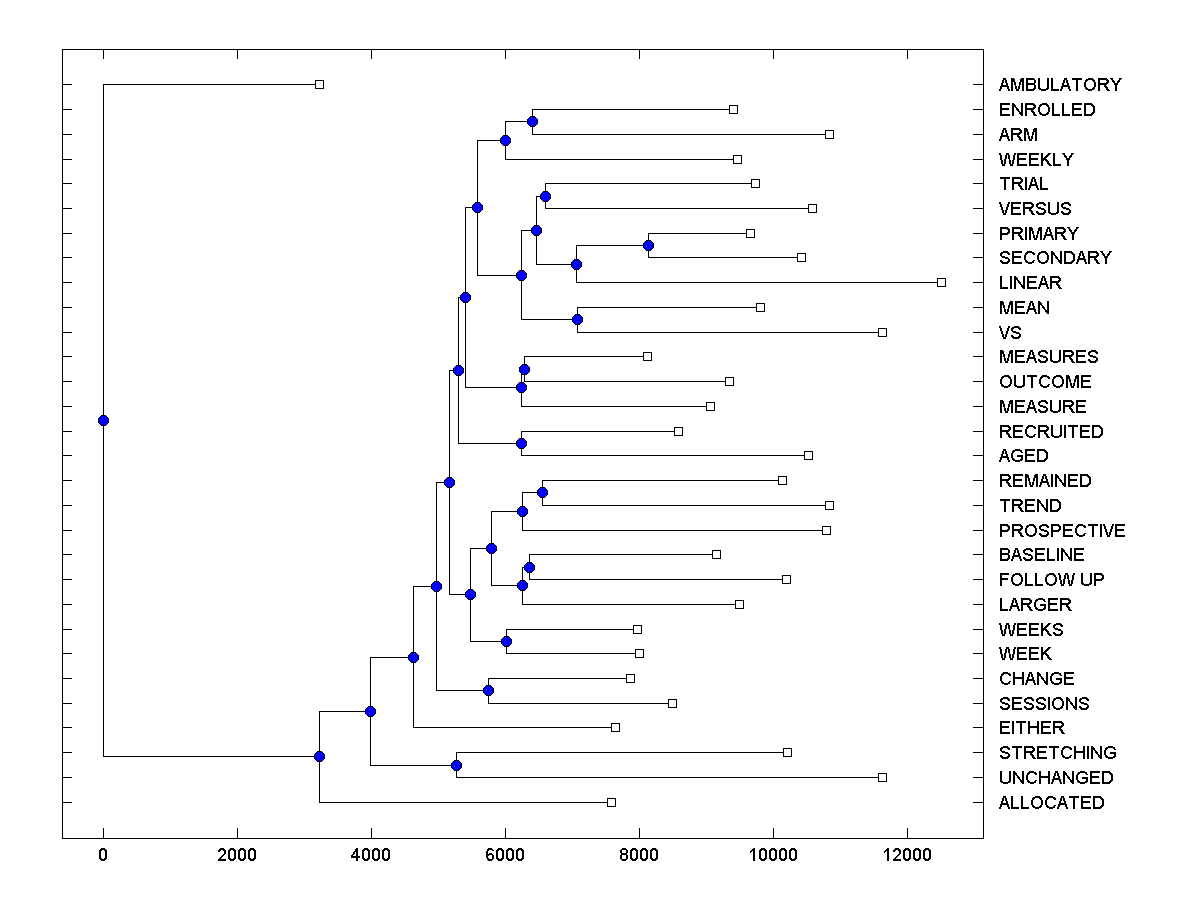 AMBULATORY
ENROLLED
ARM
WEEKLY
TRIAL
VERSUS
PRIMARY
SECONDARY
LINEAR
MEAN
VS
MEASURES
OUTCOME
MEASURE
RECRUITED
AGED
REMAINED
TREND
PROSPECTIVE
BASELINE
FOLLOW UP
LARGER
WEEKS
WEEK
CHANGE
SESSIONS
EITHER
STRETCHING
UNCHANGED
ALLOCATED
0 2000 4000 6000 8000 10000 12000